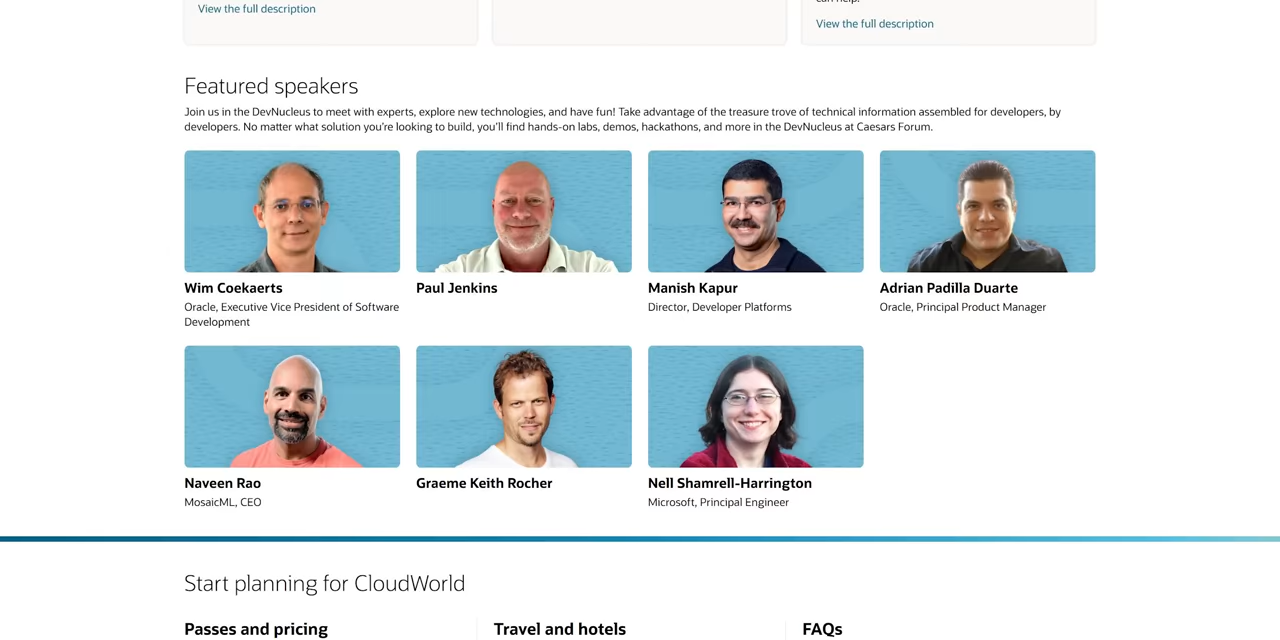 View the full description
can help.
View the full description
Featured speakers
Join us in the DevNucleus to meet with experts, explore new technologies, and have fun! Take advantage of the treasure trove of technical information assembled for developers, by
developers. No matter what solution you're looking to build, you'll find hands-on labs, demos, hackathons, and more in the DevNucleus at Caesars Forum.
Wim Coekaerts
Oracle, Executive Vice President of Software
Development
Paul Jenkins
Manish Kapur
Director, Developer Platforms
Adrian Padilla Duarte
Oracle, Principal Product Manager
Naveen Rao
MosaicML, CEO
Graeme Keith Rocher
Nell Shamrell-Harrington
Microsoft, Principal Engineer
Start planning for CloudWorld
Passes and pricing
Travel and hotels
FAQs